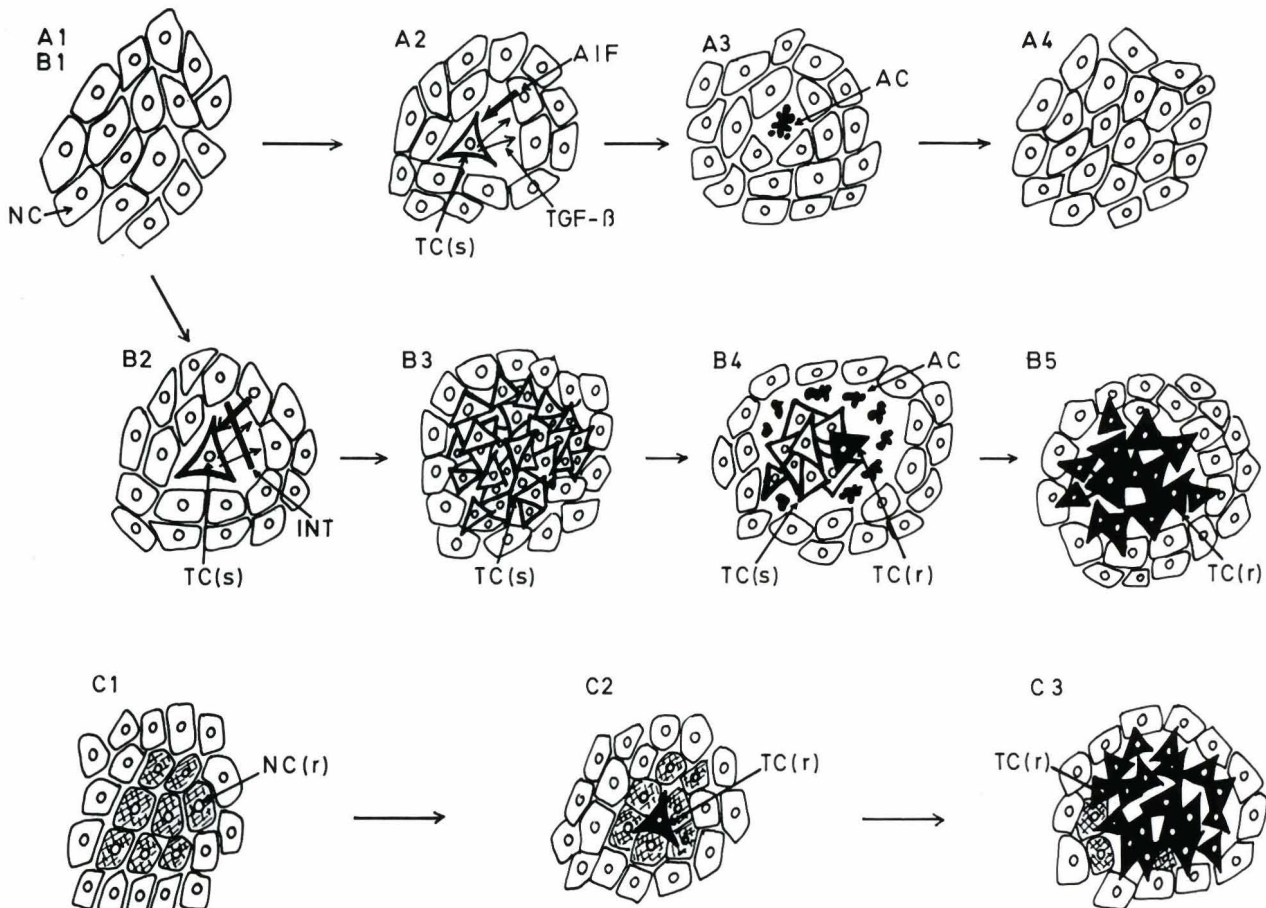 A1
B1
NC
A2
AIF
TGF-β
TC(s)
A3
AC
A4
B2
INT
TC(s)
B3
TC(s)
B4
AC
TC(s)
TC(r)
B5
TC(r)
C1
NC(r)
C2
TC(r)
C3
TC(r)